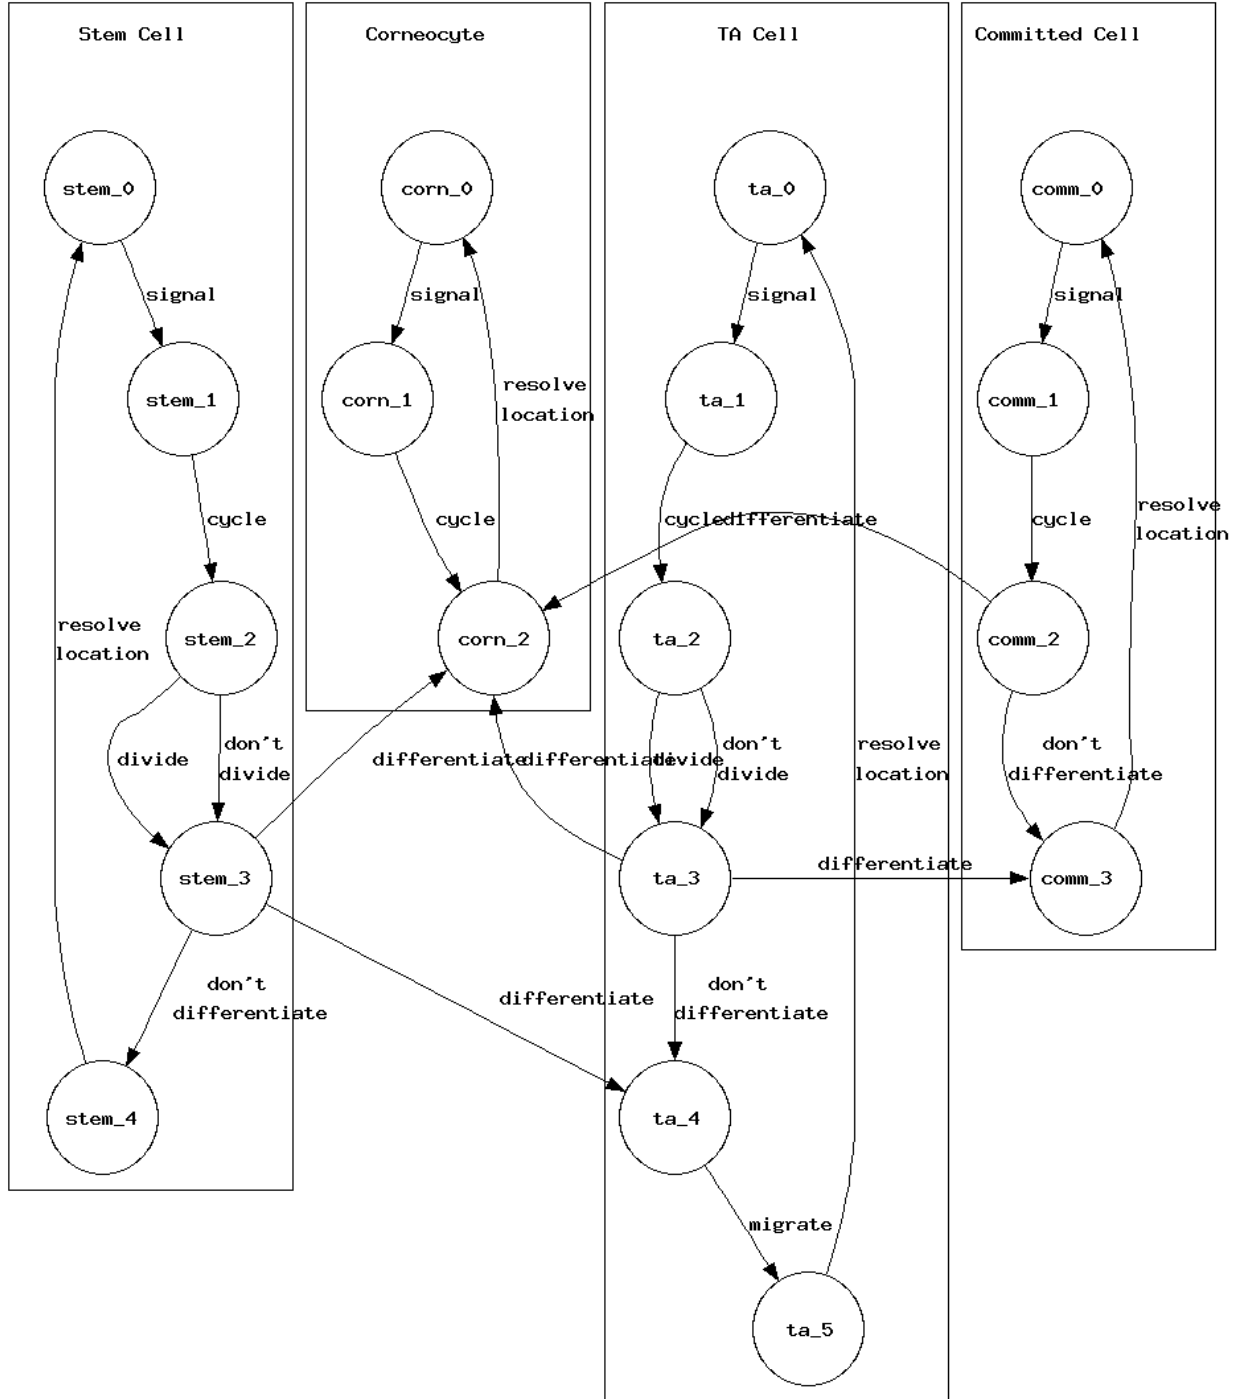 Stem Cell
Corneocyte
TA Cell
Committed Cell
stem_0
corn_0
ta_0
comm_0
signal
signal
signal
signal
stem_1
corn_1
ta_1
comm_1
resolve
location
cycle
cycle
cycle
differentiate
cycle
resolve
location
stem_2
corn_2
ta_2
comm_2
resolve
location
divide
don't
divide
differentiate
differentiate
divide
don't
divide
resolve
location
don't
differentiate
stem_3
ta_3
differentiate
comm_3
don't
differentiate
differentiate
don't
differentiate
stem_4
ta_4
migrate
ta_5